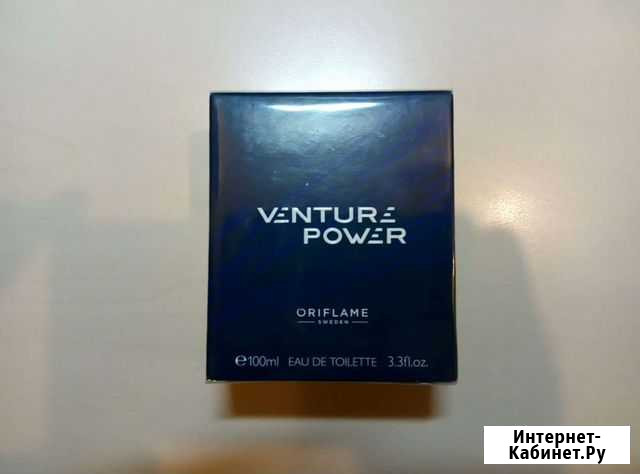 VENTURE
POWER
ORIFLAME
SWEDEN
℮100ml EAU DE TOILETTE 3.3fl.oz.
Интернет-
Кабинет.Ру